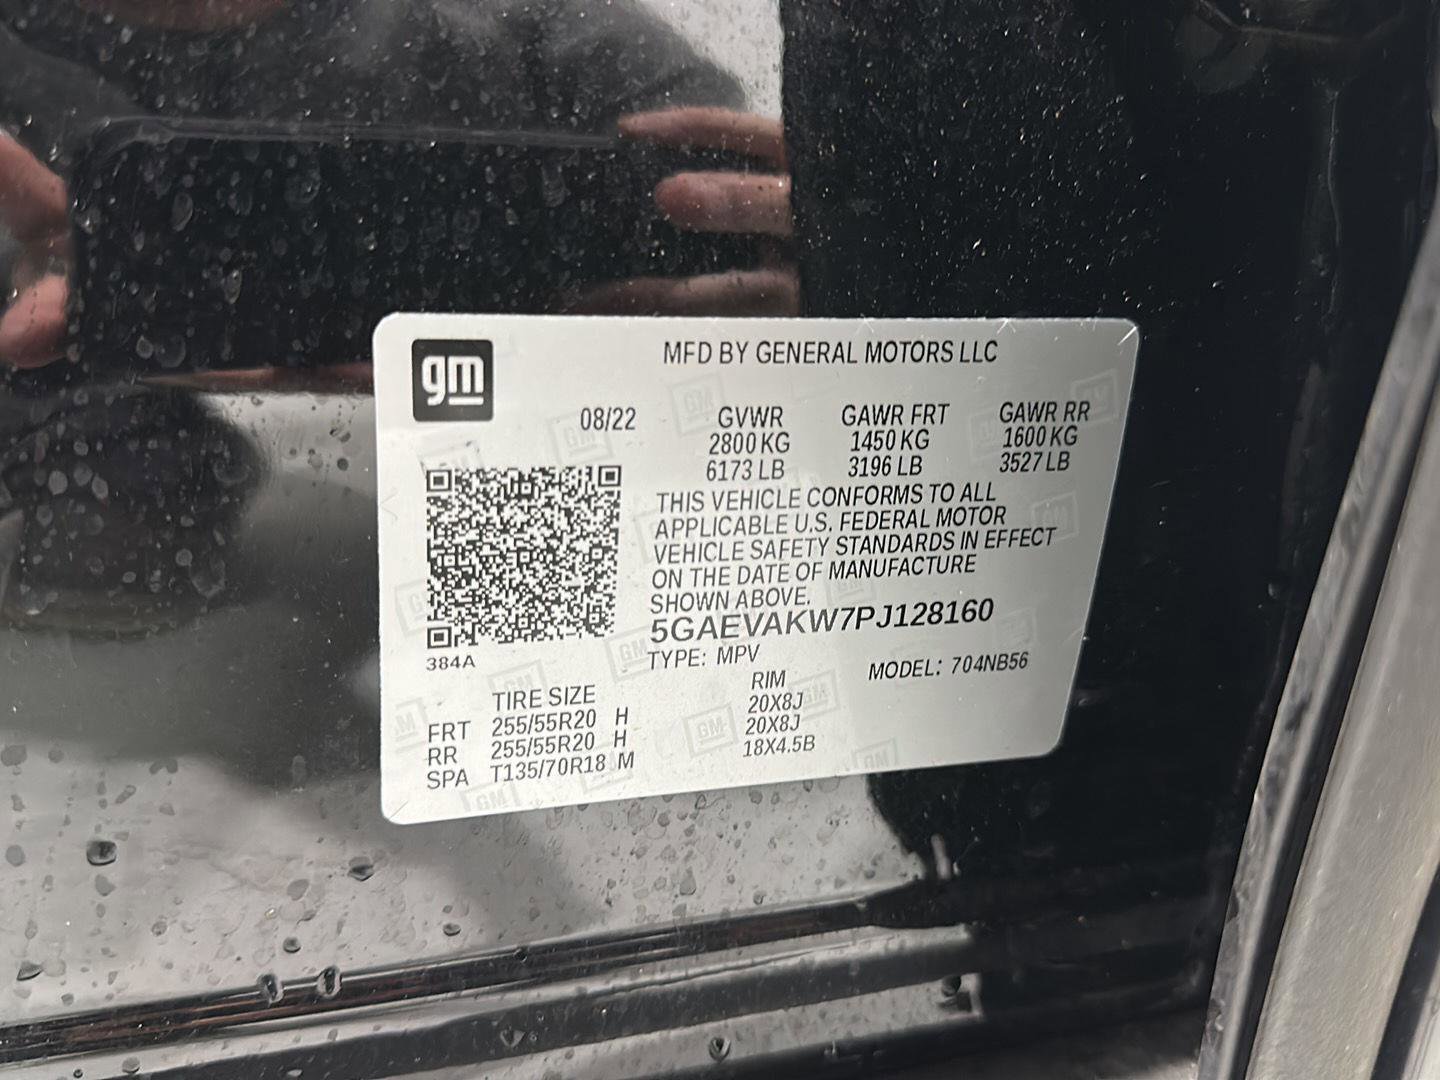 gm
MFD BY GENERAL MOTORS LLC
08/22 GVWR GAWR FRT GAWR RR
2800 KG 1450 KG 1600 KG
6173 LB 3196 LB 3527 LB
THIS VEHICLE CONFORMS TO ALL
APPLICABLE U.S. FEDERAL MOTOR
VEHICLE SAFETY STANDARDS IN EFFECT
ON THE DATE OF MANUFACTURE
SHOWN ABOVE.
5GAEVAKW7PJ128160
384A
TYPE: MPV MODEL: 704NB56
TIRE SIZE RIM
FRT 255/55R20 H 20X8J
RR 255/55R20 H 20X8J
SPA T135/70R18 M 18X4.5B